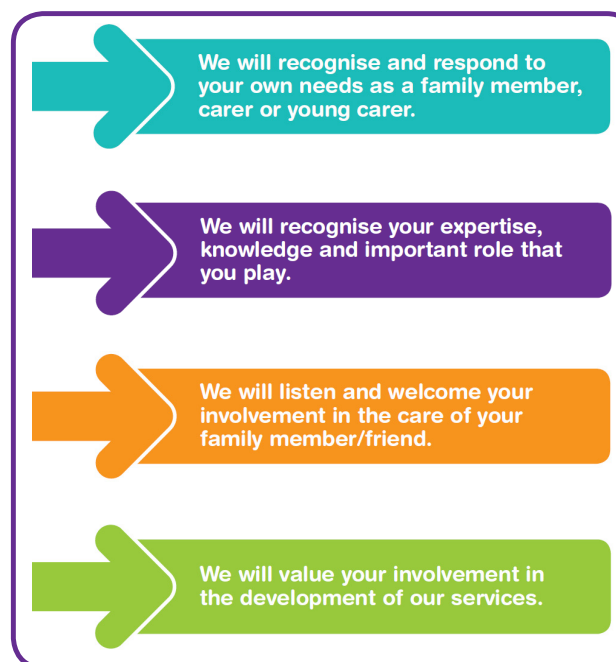 We will recognise and respond to
your own needs as a family member,
carer or young carer.
We will recognise your expertise,
knowledge and important role that
you play.
We will listen and welcome your
involvement in the care of your
family member/friend.
We will value your involvement in
the development of our services.